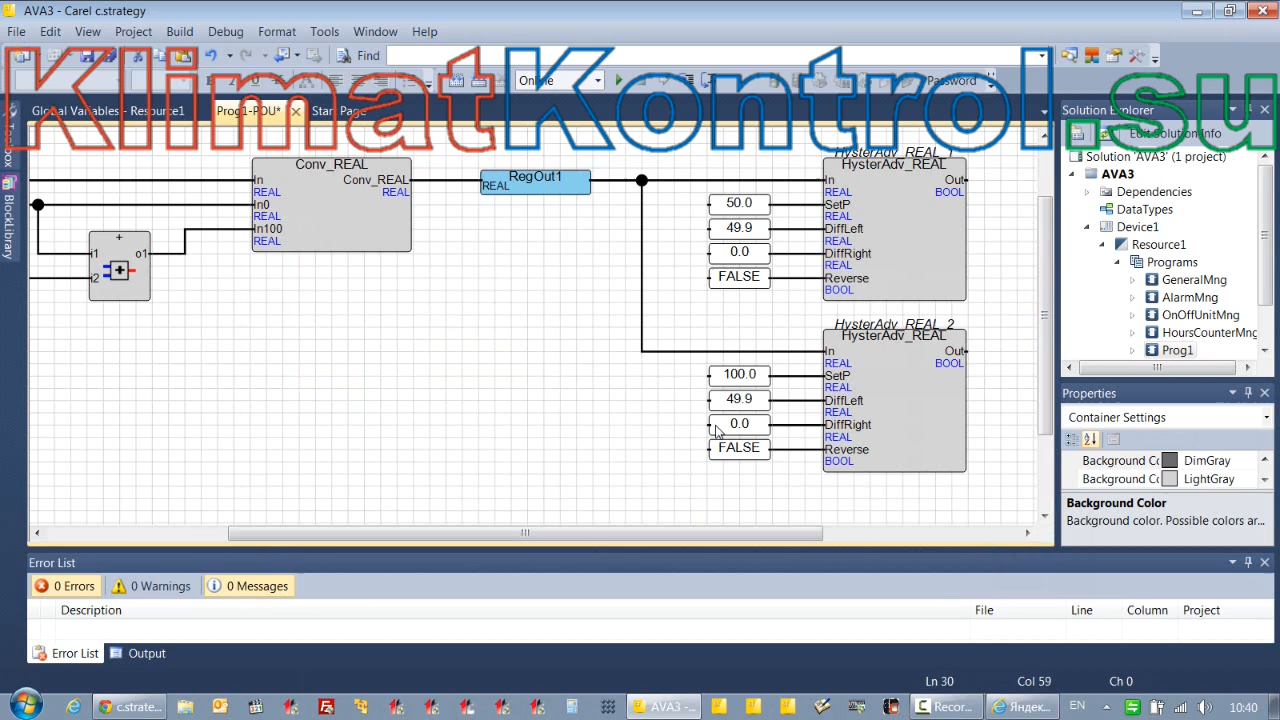 AVA3 - Carel c.strategy
File Edit View Project Build Debug Format Tools Window Help
Find
Online
Password
KlimatKontrol.su
Global Variables - Resource1
Prog1-POU*
Start Page
Toolbox
BlockLibrary
Conv_REAL
In
REAL
In0
REAL
In100
REAL
Conv_REAL
REAL
+
i1
i2
o1
RegOut1
REAL
HysterAdv_REAL_1
HysterAdv_REAL
In
REAL
SetP
REAL
DiffLeft
REAL
DiffRight
REAL
Reverse
BOOL
Out
BOOL
50.0
49.9
0.0
FALSE
HysterAdv_REAL_2
HysterAdv_REAL
In
REAL
SetP
REAL
DiffLeft
REAL
DiffRight
REAL
Reverse
BOOL
Out
BOOL
100.0
49.9
0.0
FALSE
Solution Explorer
Edit Solution Info
Solution 'AVA3' (1 project)
AVA3
Dependencies
DataTypes
Device1
Resource1
Programs
GeneralMng
AlarmMng
OnOffUnitMng
HoursCounterMng
Prog1
Properties
Container Settings
Background Cc DimGray
Background Cc LightGray
Background Color
Background color. Possible colors ar...
Error List
0 Errors
0 Warnings
0 Messages
Description File Line Column Project
Error List
Output
Ln 30 Col 59 Ch 0
c.strate...
AVA3 -...
Recor...
Яндек...
EN
10:40